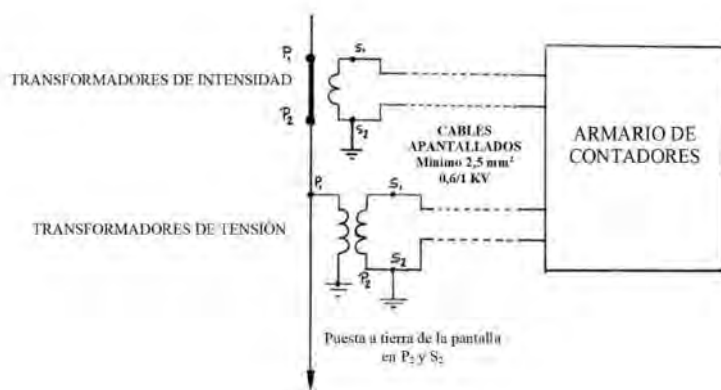 P₁
S₁
TRANSFORMADORES DE INTENSIDAD
P₂
S₂
CABLES
APANTALLADOS
Mínimo 2,5 mm²
0,6/1 KV
ARMARIO DE
CONTADORES
P₁
S₁
TRANSFORMADORES DE TENSIÓN
P₂
S₂
Puesta a tierra de la pantalla
en P₂ y S₂